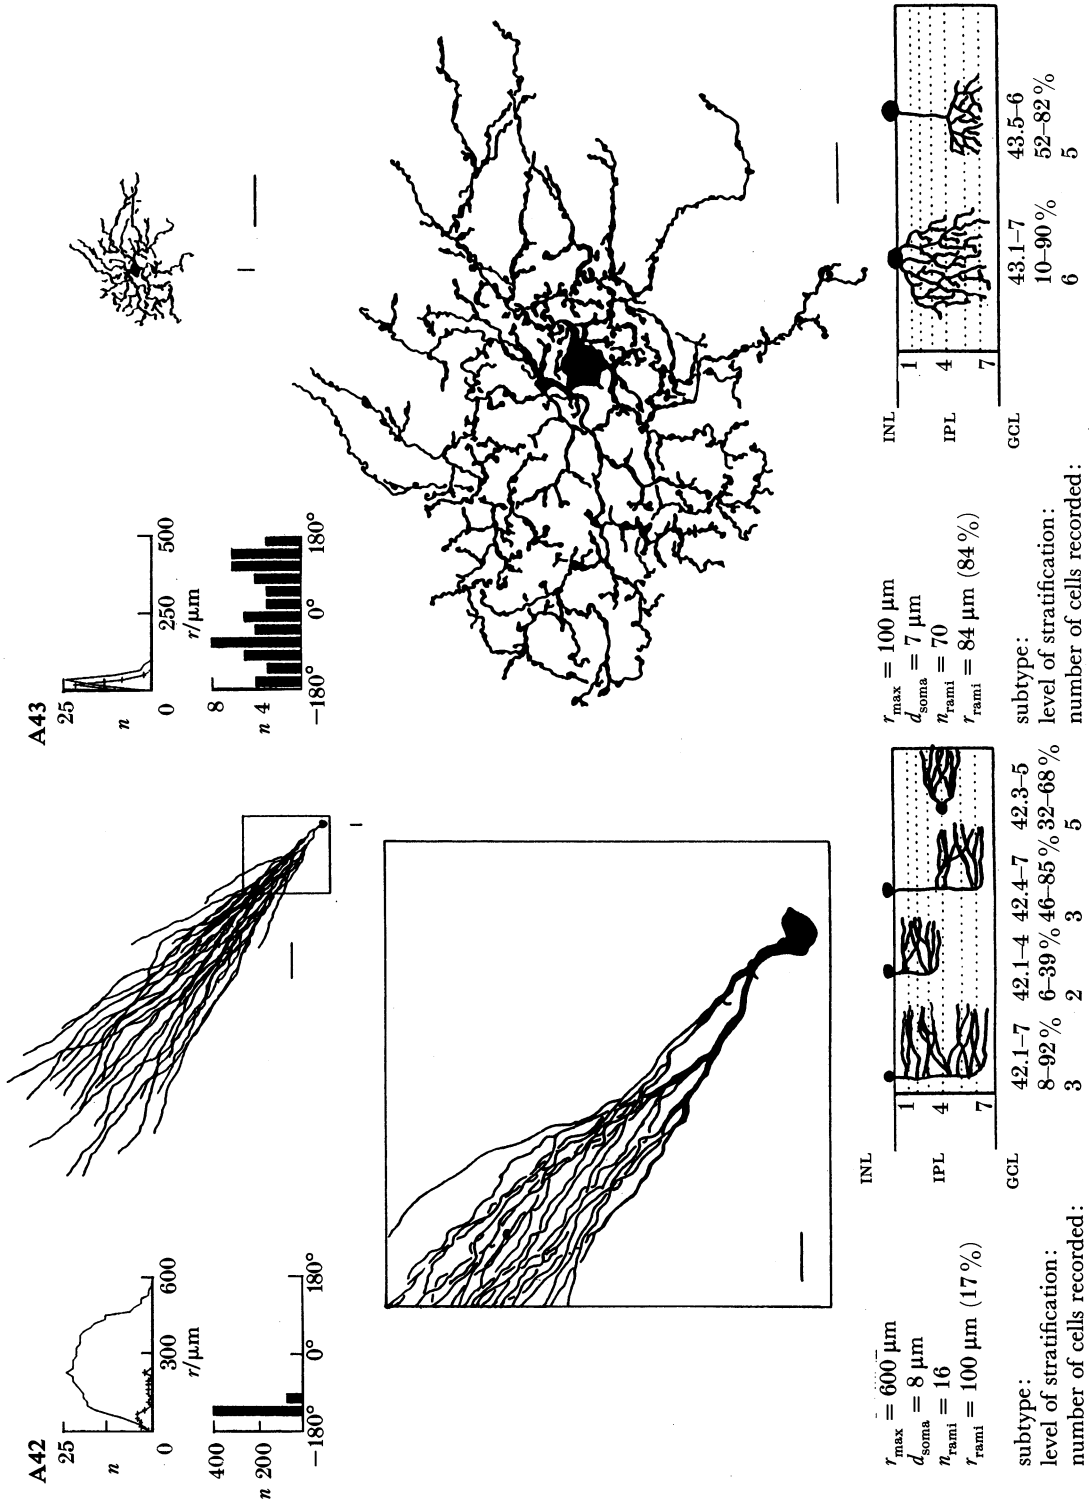 A42
25
n
0
300
600
r/μm
400
n 200
−180°
0°
180°
r_max = 600 μm
d_soma = 8 μm
n_rami = 16
r_rami = 100 μm (17 %)
INL
IPL
GCL
1
4
7
subtype: 42.1–7 42.1–4 42.4–7 42.3–5
level of stratification: 8–92 % 6–39 % 46–85 % 32–68 %
number of cells recorded: 3 2 3 5
A43
25
n
0
250
500
r/μm
8
n 4
−180°
0°
180°
r_max = 100 μm
d_soma = 7 μm
n_rami = 70
r_rami = 84 μm (84 %)
INL
IPL
GCL
1
4
7
subtype: 43.1–7 43.5–6
level of stratification: 10–90 % 52–82 %
number of cells recorded: 6 5